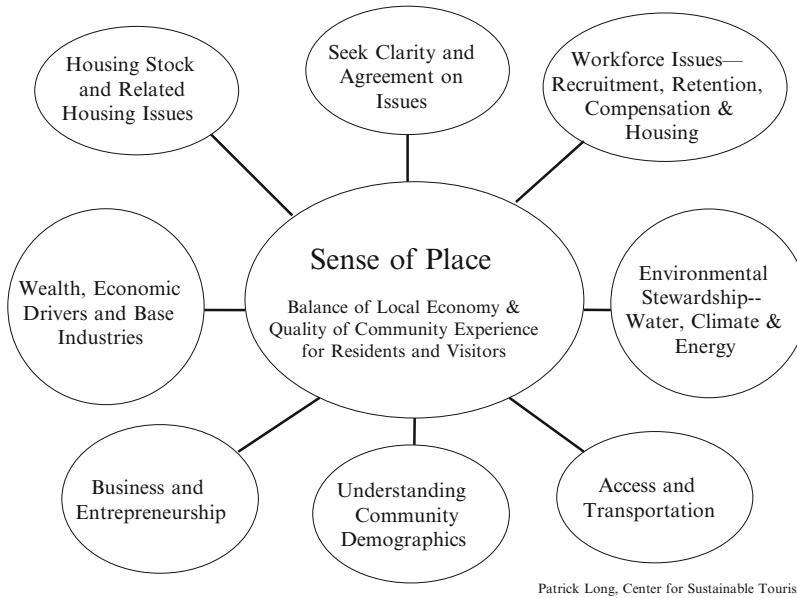 Housing Stock
and Related
Housing Issues
Seek Clarity and
Agreement on
Issues
Workforce Issues—
Recruitment, Retention,
Compensation &
Housing
Sense of Place
Balance of Local Economy &
Quality of Community Experience
for Residents and Visitors
Wealth, Economic
Drivers and Base
Industries
Environmental
Stewardship--
Water, Climate &
Energy
Business and
Entrepreneurship
Understanding
Community
Demographics
Access and
Transportation
Patrick Long, Center for Sustainable Touris